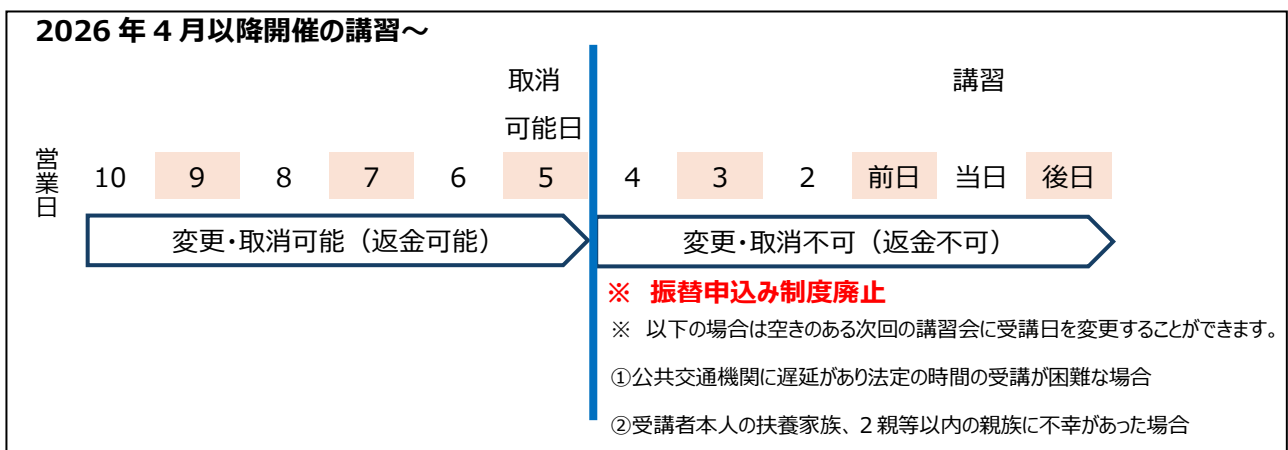 2026 年 4 月以降開催の講習～
取消
可能日
講習
営業日
10 9 8 7 6 5 4 3 2 前日 当日 後日
変更・取消可能（返金可能） 変更・取消不可（返金不可）
※ 振替申込み制度廃止
※ 以下の場合は空きのある次回の講習会に受講日を変更することができます。
①公共交通機関に遅延があり法定の時間の受講が困難な場合
②受講者本人の扶養家族、２親等以内の親族に不幸があった場合